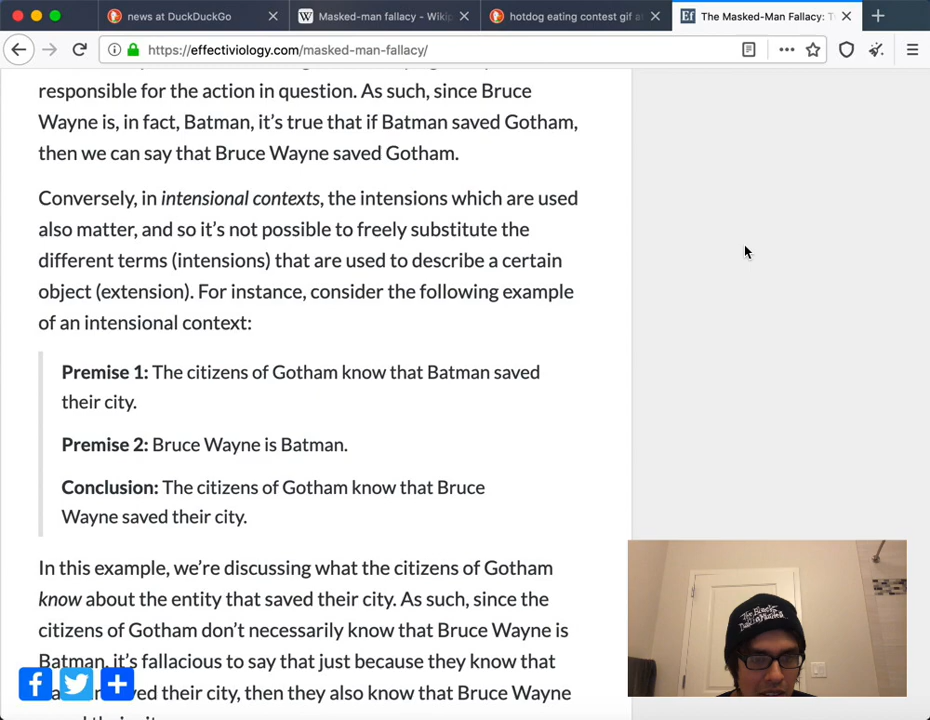 news at DuckDuckGo
Masked-man fallacy - Wikip
hotdog eating contest gif at
The Masked-Man Fallacy: T
https://effectiviology.com/masked-man-fallacy/
responsible for the action in question. As such, since Bruce
Wayne is, in fact, Batman, it's true that if Batman saved Gotham,
then we can say that Bruce Wayne saved Gotham.
Conversely, in intensional contexts, the intensions which are used
also matter, and so it's not possible to freely substitute the
different terms (intensions) that are used to describe a certain
object (extension). For instance, consider the following example
of an intensional context:
Premise 1: The citizens of Gotham know that Batman saved
their city.
Premise 2: Bruce Wayne is Batman.
Conclusion: The citizens of Gotham know that Bruce
Wayne saved their city.
In this example, we're discussing what the citizens of Gotham
know about the entity that saved their city. As such, since the
citizens of Gotham don't necessarily know that Bruce Wayne is
Batman, it's fallacious to say that just because they know that
ved their city, then they also know that Bruce Wayne